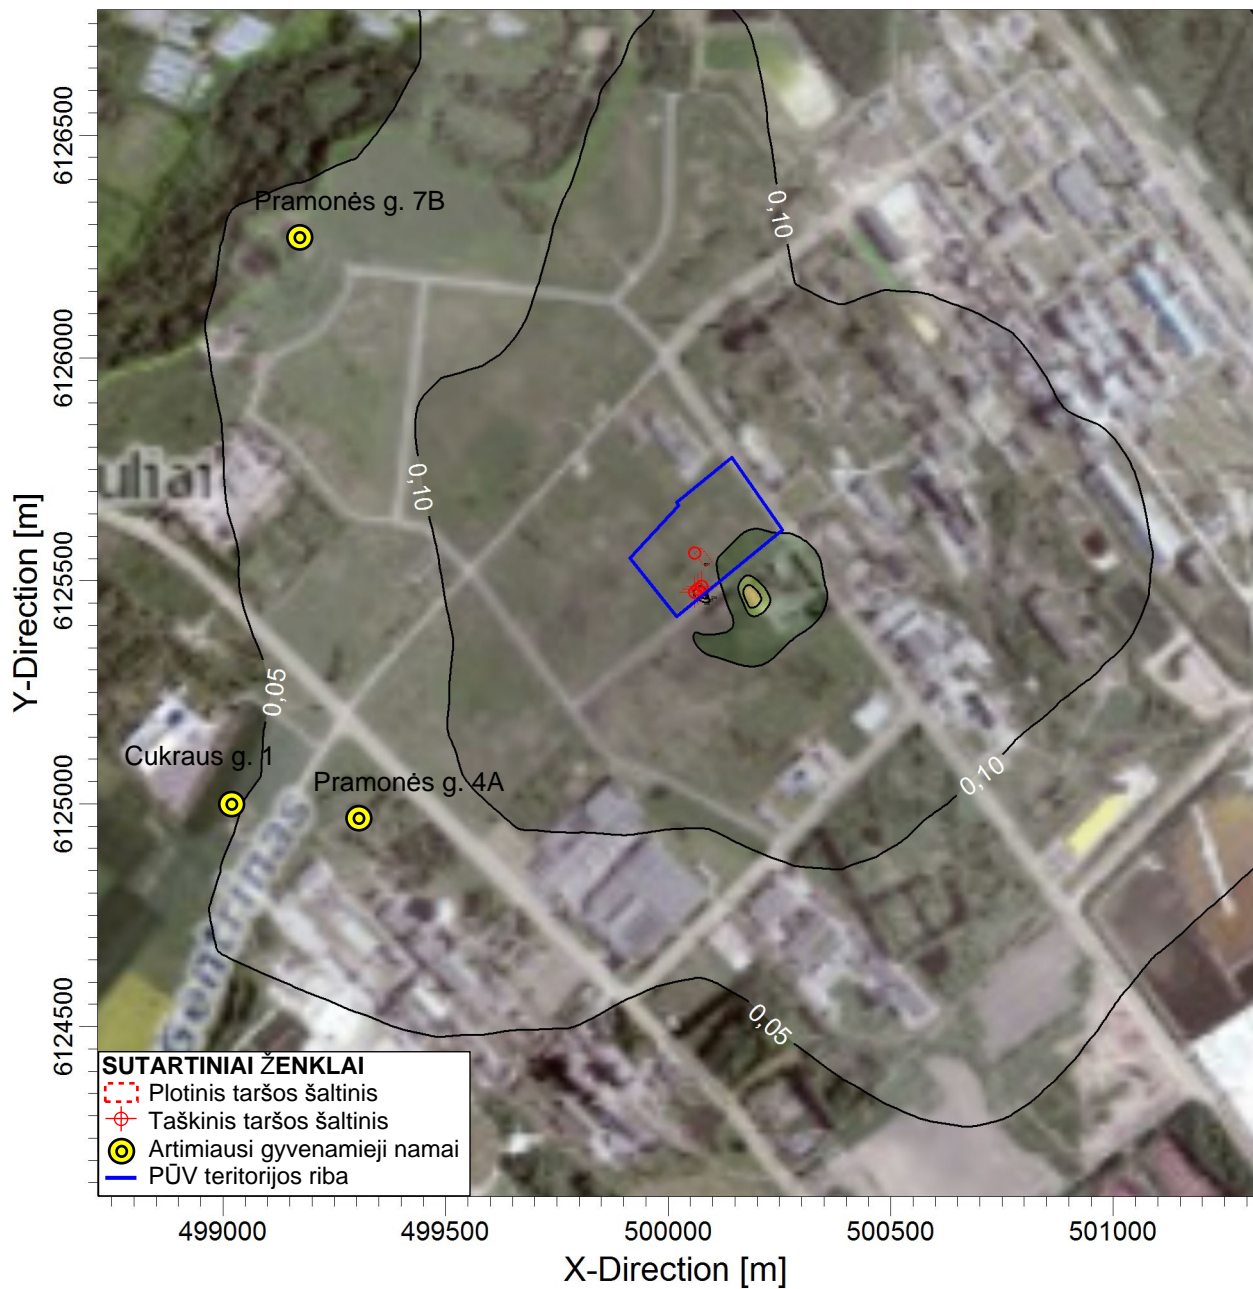 6126500
Pramonės g. 7B
0,10
6126000
uliai
0,10
Y-Direction [m]
6125500
0,05
Cukraus g. 1
Pramonės g. 4A
0,10
6125000
0,05
6124500
SUTARTINIAI ŽENKLAI
Plotinis taršos šaltinis
Taškinis taršos šaltinis
Artimiausi gyvenamieji namai
PŪV teritorijos riba
499000 499500 500000 500500 501000
X-Direction [m]